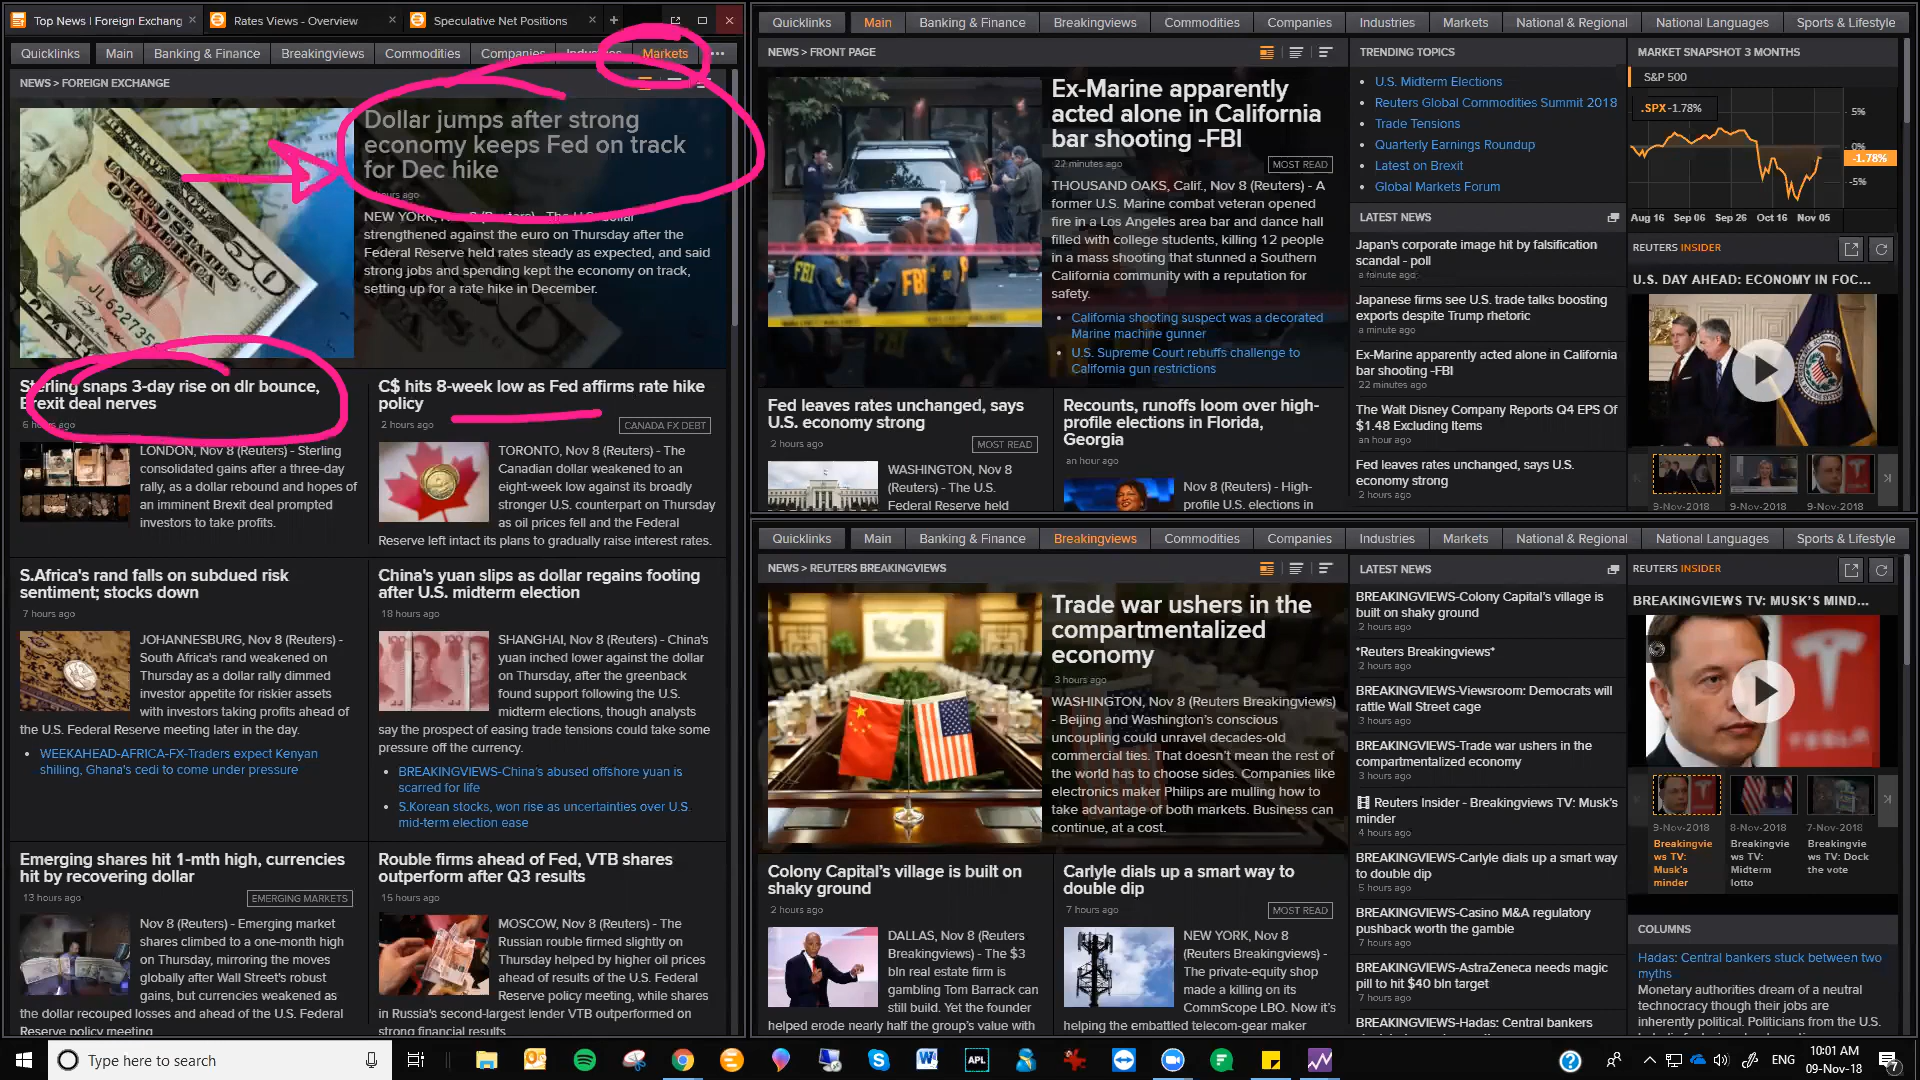 Top News | Foreign Exchang
Rates Views - Overview
Speculative Net Positions
Quicklinks
Main
Banking & Finance
Breakingviews
Commodities
Markets
NEWS > FOREIGN EXCHANGE
Dollar jumps after strong
economy keeps Fed on track
for Dec hike
hours ago
NEW YORK, Nov 8 (Reuters) - The U.S. dollar
strengthened against the euro on Thursday after the
Federal Reserve held rates steady as expected, and said
strong jobs and spending kept the economy on track,
setting up for a rate hike in December.
Sterling snaps 3-day rise on dlr bounce,
Brexit deal nerves
6 hours ago
LONDON, Nov 8 (Reuters) - Sterling
consolidated gains after a three-day
rally, as a dollar rebound and hopes of
an imminent Brexit deal prompted
investors to take profits.
C$ hits 8-week low as Fed affirms rate hike
policy
2 hours ago
CANADA FX DEBT
TORONTO, Nov 8 (Reuters) - The
Canadian dollar weakened to an
eight-week low against its broadly
stronger U.S. counterpart on Thursday
as oil prices fell and the Federal
Reserve left intact its plans to gradually raise interest rates.
S.Africa's rand falls on subdued risk
sentiment; stocks down
7 hours ago
JOHANNESBURG, Nov 8 (Reuters) -
South Africa's rand weakened on
Thursday as a dollar rally dimmed
investor appetite for riskier assets
with investors taking profits ahead of
the U.S. Federal Reserve meeting later in the day.
WEEKAHEAD-AFRICA-FX-Traders expect Kenyan
shilling, Ghana's cedi to come under pressure
China's yuan slips as dollar regains footing
after U.S. midterm election
18 hours ago
SHANGHAI, Nov 8 (Reuters) - China's
yuan inched lower against the dollar
on Thursday, after the greenback
found support following the U.S.
midterm elections, though analysts
say the prospect of easing trade tensions could take some
pressure off the currency.
BREAKINGVIEWS-China's abused offshore yuan is
scarred for life
S.Korean stocks, won rise as uncertainties over U.S.
mid-term election ease
Emerging shares hit 1-mth high, currencies
hit by recovering dollar
13 hours ago
EMERGING MARKETS
Nov 8 (Reuters) - Emerging market
shares climbed to a one-month high
on Thursday, mirroring the moves
globally after Wall Street's robust
gains, but currencies weakened as
the dollar recouped losses and ahead of the U.S. Federal
Reserve policy meeting
Rouble firms ahead of Fed, VTB shares
outperform after Q3 results
15 hours ago
MOSCOW, Nov 8 (Reuters) - The
Russian rouble firmed slightly on
Thursday helped by higher oil prices
ahead of results of the U.S. Federal
Reserve policy meeting, while shares
in Russia's second-largest lender VTB outperformed on
strong financial results
Quicklinks
Main
Banking & Finance
Breakingviews
Commodities
Companies
Industries
Markets
National & Regional
National Languages
Sports & Lifestyle
NEWS > FRONT PAGE
Ex-Marine apparently
acted alone in California
bar shooting -FBI
22 minutes ago
MOST READ
THOUSAND OAKS, Calif., Nov 8 (Reuters) - A
former U.S. Marine combat veteran opened
fire in a Los Angeles area bar and dance hall
filled with college students, killing 12 people
in a mass shooting that stunned a Southern
California community with a reputation for
safety.
California shooting suspect was a decorated
Marine machine gunner
U.S. Supreme Court rebuffs challenge to
California gun restrictions
FBI
FBI
Fed leaves rates unchanged, says
U.S. economy strong
2 hours ago
MOST READ
WASHINGTON, Nov 8
(Reuters) - The U.S.
Federal Reserve held
Recounts, runoffs loom over high-
profile elections in Florida,
Georgia
an hour ago
Nov 8 (Reuters) - High-
profile U.S. elections in
TRENDING TOPICS
U.S. Midterm Elections
Reuters Global Commodities Summit 2018
Trade Tensions
Quarterly Earnings Roundup
Latest on Brexit
Global Markets Forum
LATEST NEWS
Japan's corporate image hit by falsification
scandal - poll
a minute ago
Japanese firms see U.S. trade talks boosting
exports despite Trump rhetoric
a minute ago
Ex-Marine apparently acted alone in California
bar shooting -FBI
22 minutes ago
The Walt Disney Company Reports Q4 EPS Of
$1.48 Excluding Items
an hour ago
Fed leaves rates unchanged, says U.S.
economy strong
2 hours ago
MARKET SNAPSHOT 3 MONTHS
S&P 500
.SPX -1.78%
5%
0%
-1.78%
-5%
Aug 16 Sep 06 Sep 26 Oct 16 Nov 05
REUTERS INSIDER
U.S. DAY AHEAD: ECONOMY IN FOC...
9-Nov-2018 9-Nov-2018 9-Nov-2018
Quicklinks
Main
Banking & Finance
Breakingviews
Commodities
Companies
Industries
Markets
National & Regional
National Languages
Sports & Lifestyle
NEWS > REUTERS BREAKINGVIEWS
Trade war ushers in the
compartmentalized
economy
3 hours ago
WASHINGTON, Nov 8 (Reuters Breakingviews)
- Beijing and Washington's conscious
uncoupling could unravel decades-old
commercial ties. That doesn't mean the rest of
the world has to choose sides. Companies like
electronics maker Philips are mulling how to
take advantage of both markets. Business can
continue, at a cost.
Colony Capital's village is built on
shaky ground
2 hours ago
DALLAS, Nov 8 (Reuters
Breakingviews) - The $3
bln real estate firm is
gambling Tom Barrack can
still build. Yet the founder
helped erode nearly half the group's value with
Carlyle dials up a smart way to
double dip
7 hours ago
MOST READ
NEW YORK, Nov 8
(Reuters Breakingviews) -
The private-equity shop
made a killing on its
CommScope LBO. Now it's
helping the embattled telecom-gear maker
LATEST NEWS
BREAKINGVIEWS-Colony Capital's village is
built on shaky ground
2 hours ago
*Reuters Breakingviews*
2 hours ago
BREAKINGVIEWS-Viewsroom: Democrats will
rattle Wall Street cage
3 hours ago
BREAKINGVIEWS-Trade war ushers in the
compartmentalized economy
3 hours ago
Reuters Insider - Breakingviews TV: Musk's
minder
4 hours ago
BREAKINGVIEWS-Carlyle dials up a smart way
to double dip
5 hours ago
BREAKINGVIEWS-Casino M&A regulatory
pushback worth the gamble
7 hours ago
BREAKINGVIEWS-AstraZeneca needs magic
pill to hit $40 bln target
7 hours ago
BREAKINGVIEWS-Hadas: Central bankers
REUTERS INSIDER
BREAKINGVIEWS TV: MUSK'S MIND...
9-Nov-2018
Breakingvie
ws TV:
Musk's
minder
8-Nov-2018
Breakingvie
ws TV:
Midterm
lotto
7-Nov-2018
Breakingvie
ws TV: Dock
the vote
COLUMNS
Hadas: Central bankers stuck between two
myths
Monetary authorities dream of a neutral
technocracy though their jobs are
inherently political. Politicians from the U.S.
Type here to search
APL
ENG
10:01 AM
09-Nov-18
7